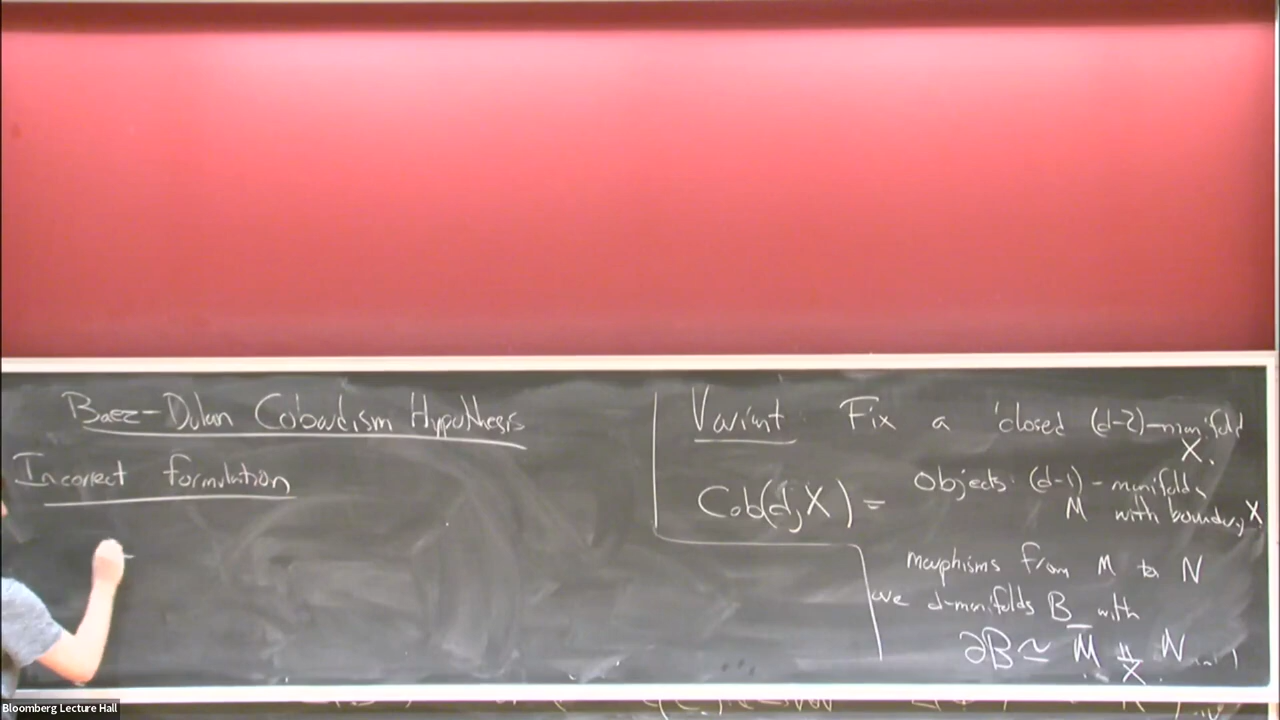 Baez-Dolan Cobordism Hypothesis
Incorrect formulation
Variant: Fix a closed (d-2)-manifold
X.
Cob(d, X) =
Objects: (d-1)-manifolds
M with boundary X
morphisms from M to N
are d-manifolds B with
∂B ≃ M̅ ⨿ N
X
Bloomberg Lecture Hall